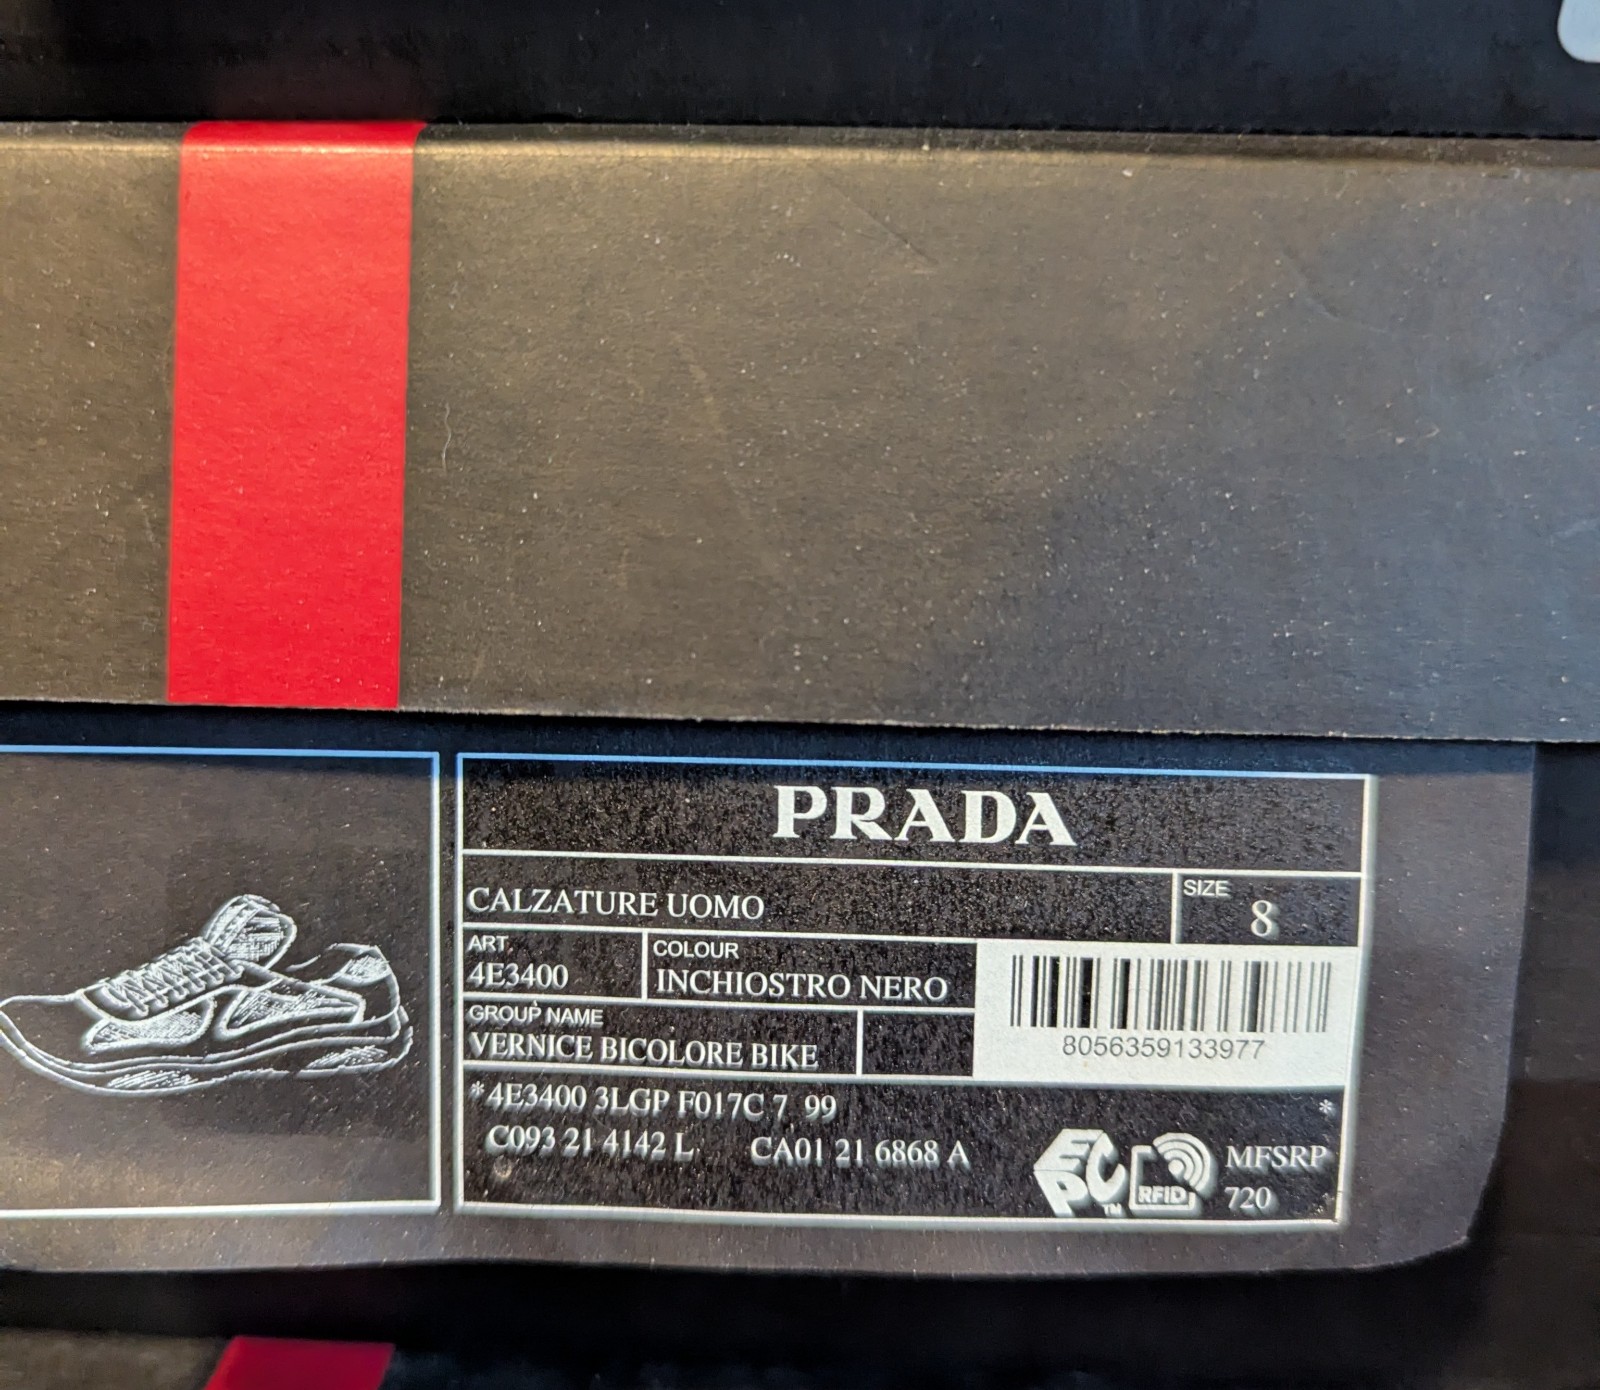 PRADA
CALZATURE UOMO
SIZE
8
ART.
4E3400
COLOUR
INCHIOSTRO NERO
GROUP NAME
VERNICE BICOLORE BIKE
8056359133977
*4E3400 3LGP F017C 7 99 *
C093 21 4142 L CA01 21 6868 A
EPC™
RFID
MFSRP
720